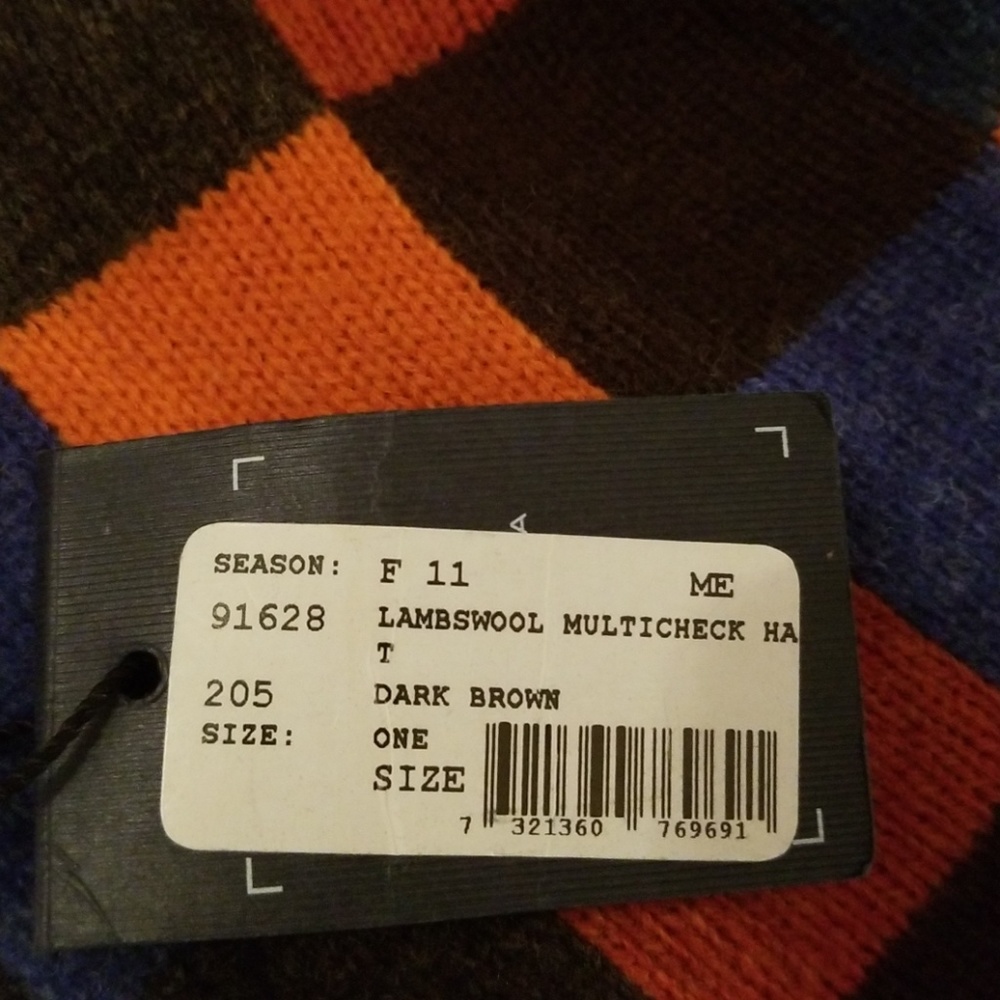 A
SEASON: F 11 ME
91628 LAMBSWOOL MULTICHECK HA
T
205 DARK BROWN
SIZE: ONE
SIZE
7 321360 769691